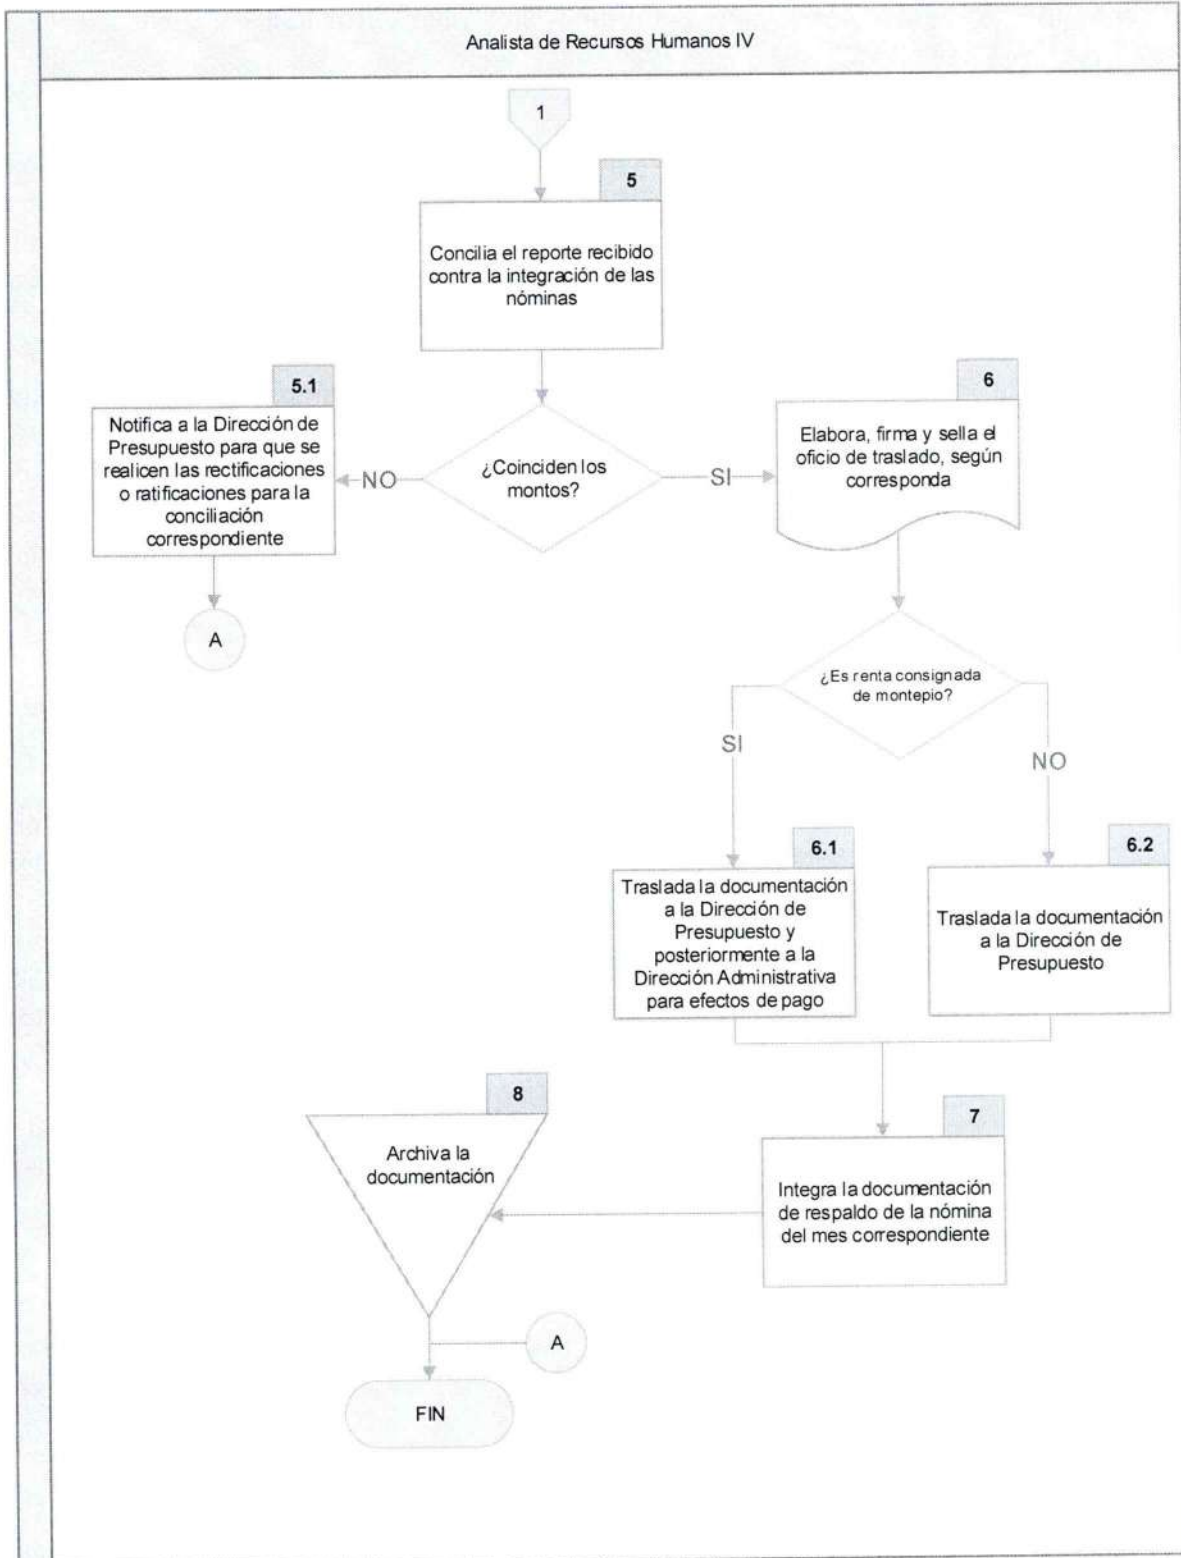 Analista de Recursos Humanos IV
1
5
Concilia el reporte recibido
contra la integración de las
nóminas
5.1
Notifica a la Dirección de
Presupuesto para que se
realicen las rectificaciones
o ratificaciones para la
conciliación
correspondiente
NO
¿Coinciden los
montos?
SI
6
Elabora, firma y sella el
oficio de traslado, según
corresponda
A
¿Es renta consignada
de montepio?
SI
NO
6.1
Traslada la documentación
a la Dirección de
Presupuesto y
posteriormente a la
Dirección Administrativa
para efectos de pago
6.2
Traslada la documentación
a la Dirección de
Presupuesto
7
Integra la documentación
de respaldo de la nómina
del mes correspondiente
8
Archiva la
documentación
A
FIN